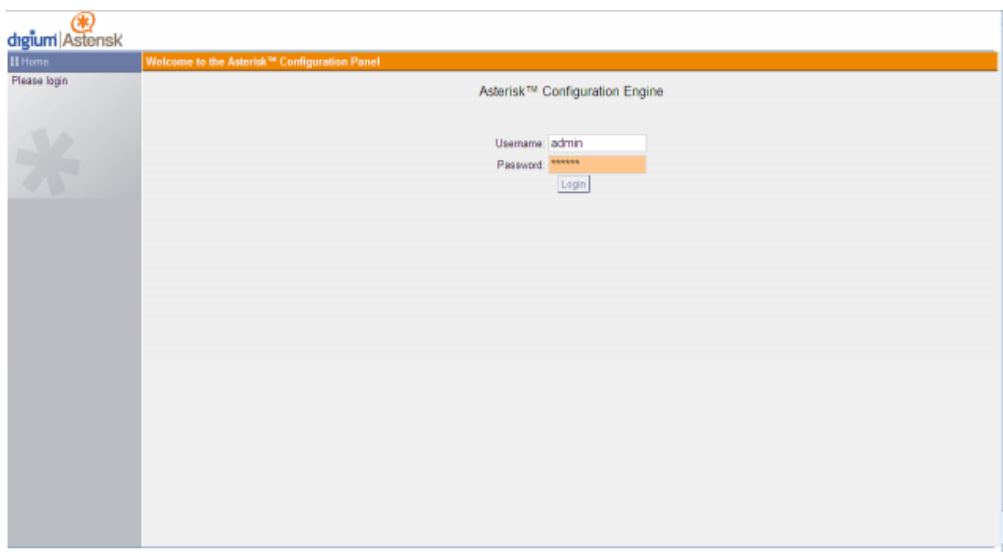 digium Asterisk
Home
Welcome to the Asterisk™ Configuration Panel
Please login
Asterisk™ Configuration Engine
Username: admin
Password: ******
Login